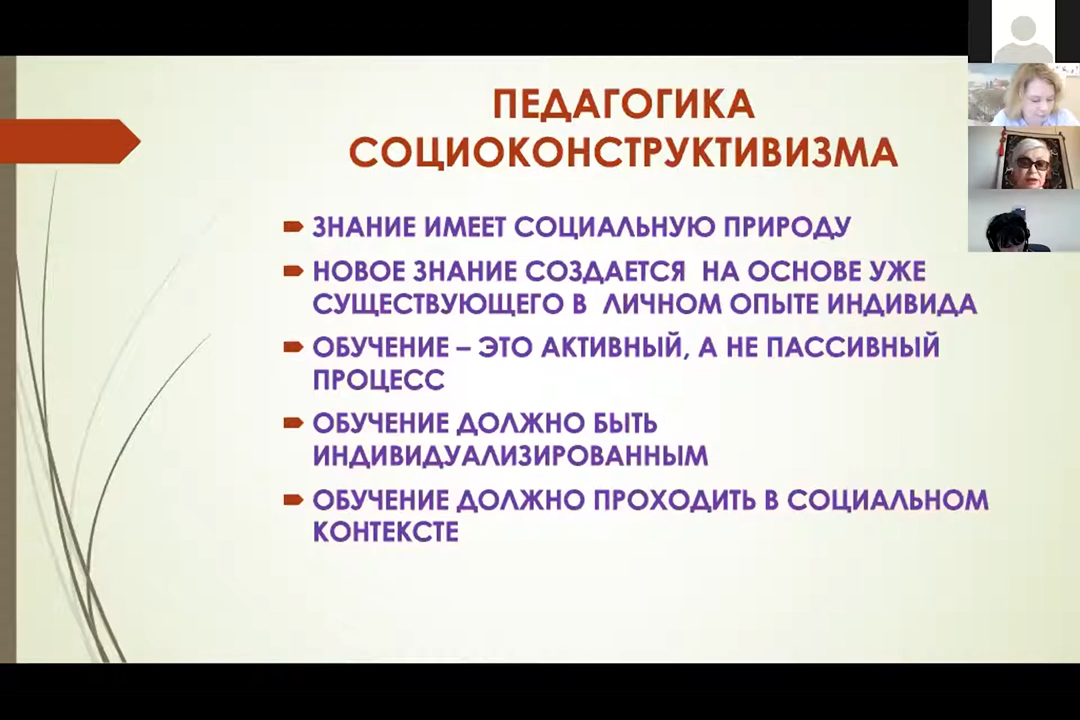 ПЕДАГОГИКА
СОЦИОКОНСТРУКТИВИЗМА
ЗНАНИЕ ИМЕЕТ СОЦИАЛЬНУЮ ПРИРОДУ
НОВОЕ ЗНАНИЕ СОЗДАЕТСЯ НА ОСНОВЕ УЖЕ
СУЩЕСТВУЮЩЕГО В ЛИЧНОМ ОПЫТЕ ИНДИВИДА
ОБУЧЕНИЕ – ЭТО АКТИВНЫЙ, А НЕ ПАССИВНЫЙ
ПРОЦЕСС
ОБУЧЕНИЕ ДОЛЖНО БЫТЬ
ИНДИВИДУАЛИЗИРОВАННЫМ
ОБУЧЕНИЕ ДОЛЖНО ПРОХОДИТЬ В СОЦИАЛЬНОМ
КОНТЕКСТЕ